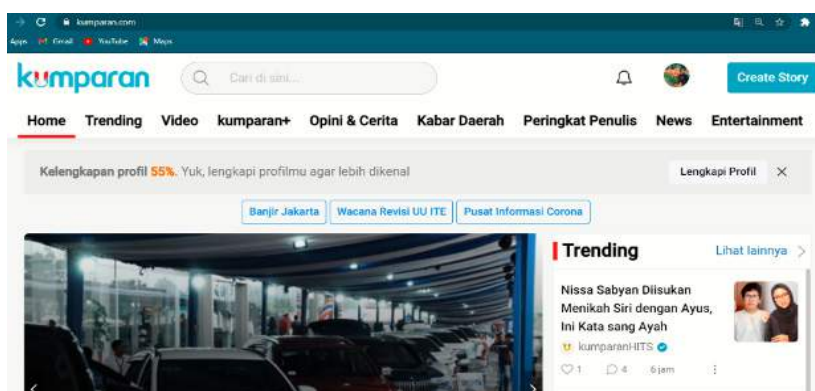 kumparan.com
Apps Gmail YouTube Maps
kumparan Cari di sini... Create Story
Home Trending Video kumparan+ Opini & Cerita Kabar Daerah Peringkat Penulis News Entertainment
Kelengkapan profil 55%. Yuk, lengkapi profilmu agar lebih dikenal Lengkapi Profil
Banjir Jakarta Wacana Revisi UU ITE Pusat Informasi Corona
Trending Lihat lainnya
Nissa Sabyan Diisukan
Menikah Siri dengan Ayus,
Ini Kata sang Ayah
kumparanHITS
1 4 6 jam